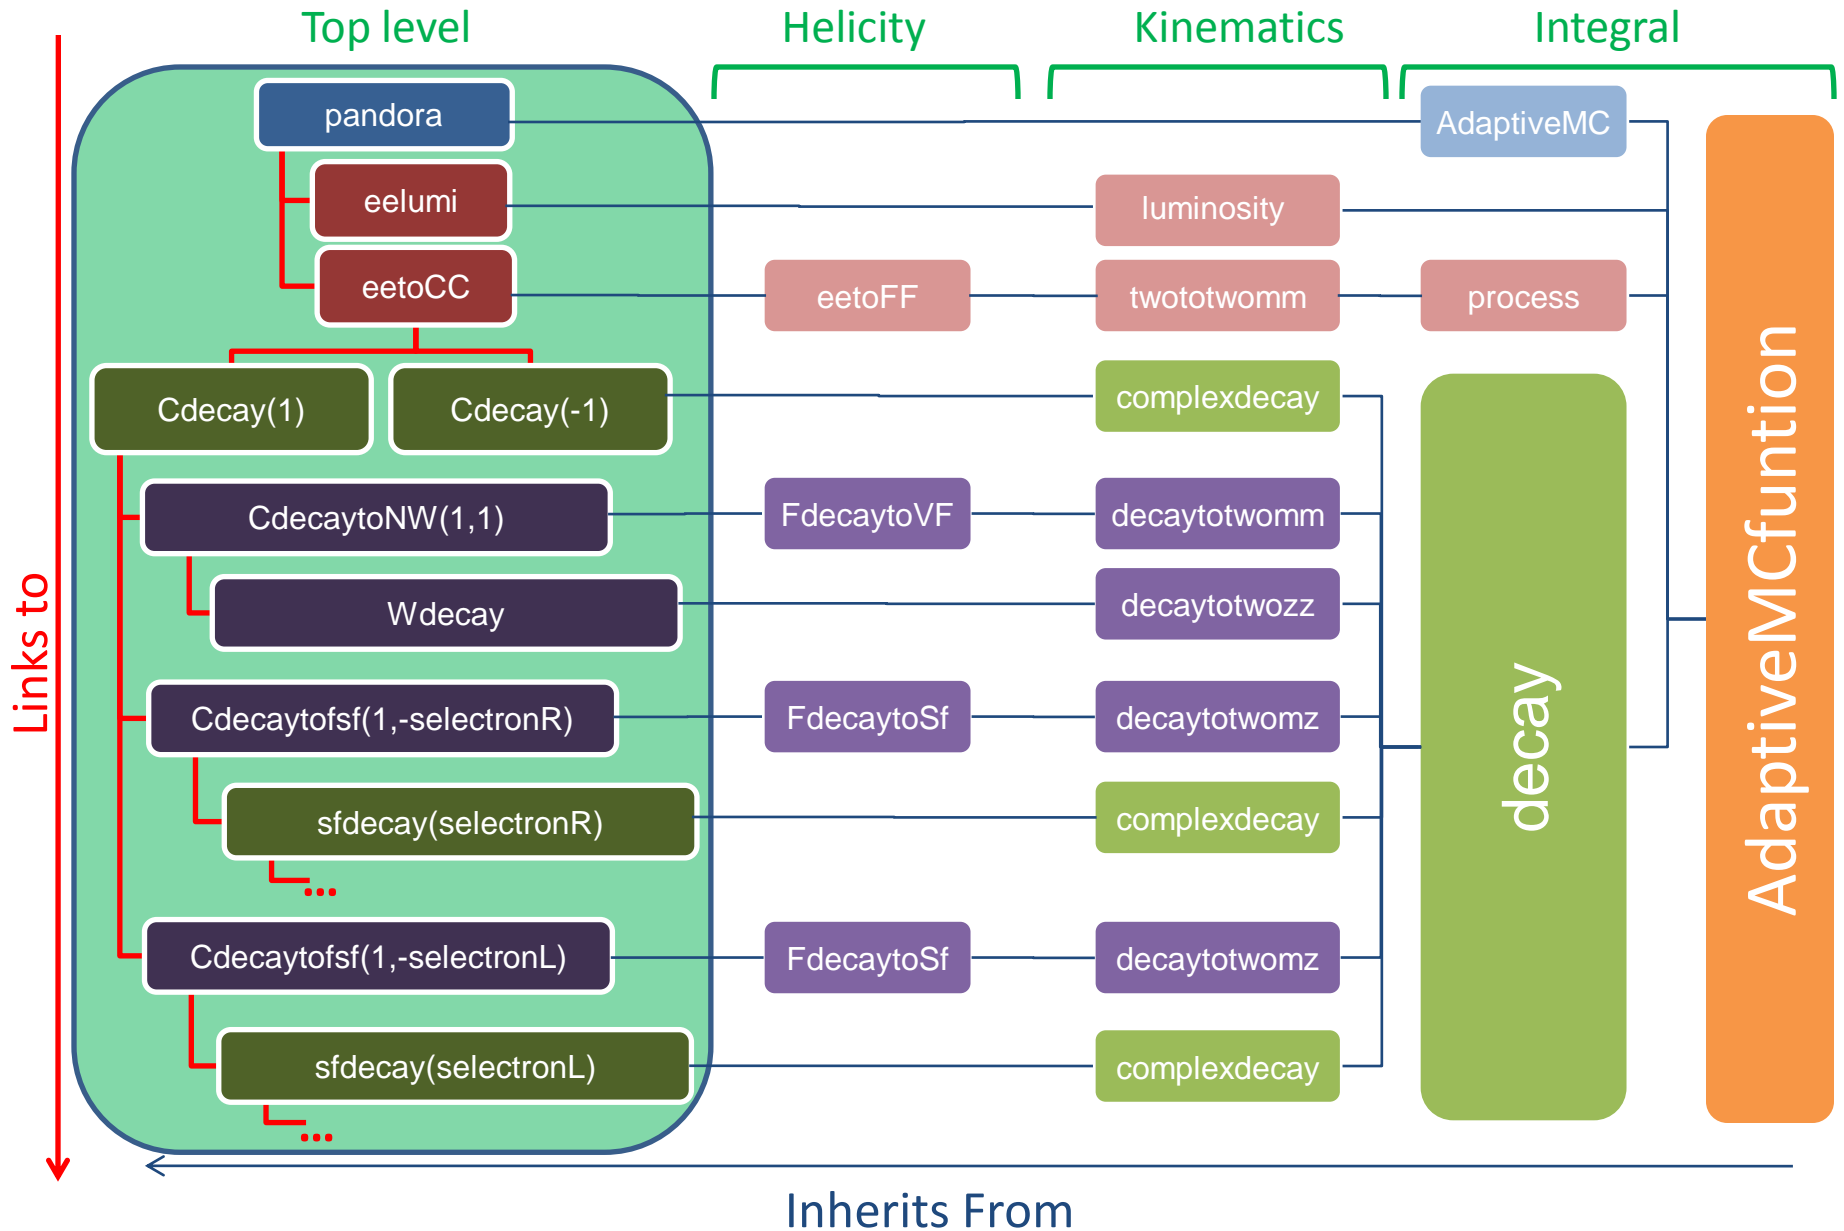 Top level
Helicity
Kinematics
Integral
pandora
AdaptiveMC
eelumi
luminosity
eetoCC
eetoFF
twototwomm
process
Cdecay(1)
Cdecay(-1)
complexdecay
CdecaytoNW(1,1)
FdecaytoVF
decaytotwomm
Wdecay
decaytotwozz
Cdecaytofsf(1,-selectronR)
FdecaytoSf
decaytotwomz
sfdecay(selectronR)
complexdecay
...
Cdecaytofsf(1,-selectronL)
FdecaytoSf
decaytotwomz
sfdecay(selectronL)
complexdecay
...
decay
AdaptiveMCfuntion
Links to
Inherits From